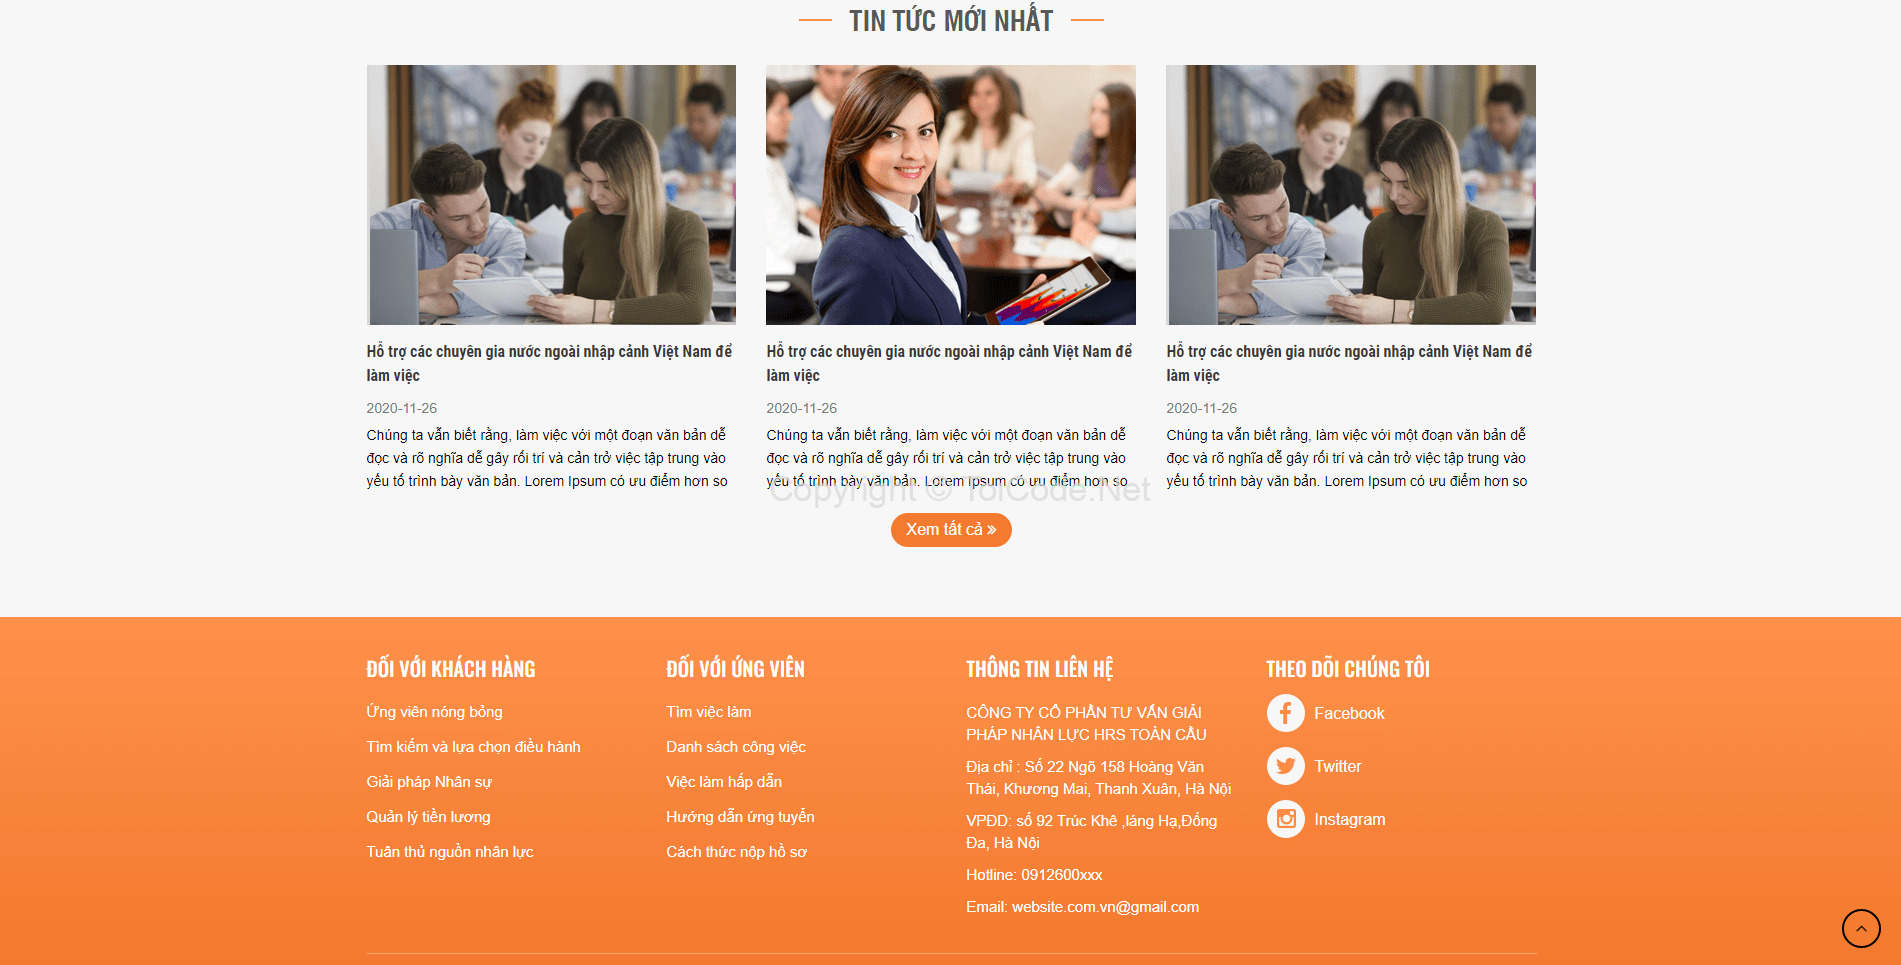 TIN TỨC MỚI NHẤT
Hỗ trợ các chuyên gia nước ngoài nhập cảnh Việt Nam để
làm việc
2020-11-26
Chúng ta vẫn biết rằng, làm việc với một đoạn văn bản dễ
đọc và rõ nghĩa dễ gây rối trí và cản trở việc tập trung vào
yếu tố trình bày văn bản. Lorem Ipsum có ưu điểm hơn so
Hỗ trợ các chuyên gia nước ngoài nhập cảnh Việt Nam để
làm việc
2020-11-26
Chúng ta vẫn biết rằng, làm việc với một đoạn văn bản dễ
đọc và rõ nghĩa dễ gây rối trí và cản trở việc tập trung vào
yếu tố trình bày văn bản. Lorem Ipsum có ưu điểm hơn so
Hỗ trợ các chuyên gia nước ngoài nhập cảnh Việt Nam để
làm việc
2020-11-26
Chúng ta vẫn biết rằng, làm việc với một đoạn văn bản dễ
đọc và rõ nghĩa dễ gây rối trí và cản trở việc tập trung vào
yếu tố trình bày văn bản. Lorem Ipsum có ưu điểm hơn so
Copyright © ToiCode.Net
Xem tất cả »
ĐỐI VỚI KHÁCH HÀNG
Ứng viên nóng bỏng
Tìm kiếm và lựa chọn điều hành
Giải pháp Nhân sự
Quản lý tiền lương
Tuân thủ nguồn nhân lực
ĐỐI VỚI ỨNG VIÊN
Tìm việc làm
Danh sách công việc
Việc làm hấp dẫn
Hướng dẫn ứng tuyển
Cách thức nộp hồ sơ
THÔNG TIN LIÊN HỆ
CÔNG TY CỔ PHẦN TƯ VẤN GIẢI
PHÁP NHÂN LỰC HRS TOÀN CẦU
Địa chỉ : Số 22 Ngõ 158 Hoàng Văn
Thái, Khương Mai, Thanh Xuân, Hà Nội
VPĐD: số 92 Trúc Khê ,láng Hạ,Đống
Đa, Hà Nội
Hotline: 0912600xxx
Email: website.com.vn@gmail.com
THEO DÕI CHÚNG TÔI
Facebook
Twitter
Instagram